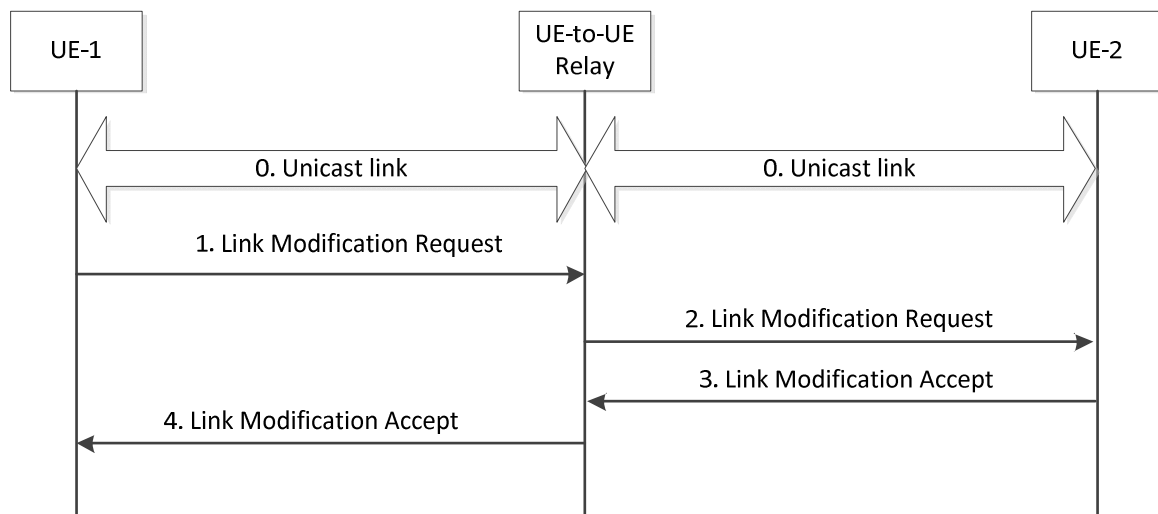 UE-1
UE-to-UE
Relay
UE-2
0. Unicast link
0. Unicast link
1. Link Modification Request
2. Link Modification Request
3. Link Modification Accept
4. Link Modification Accept